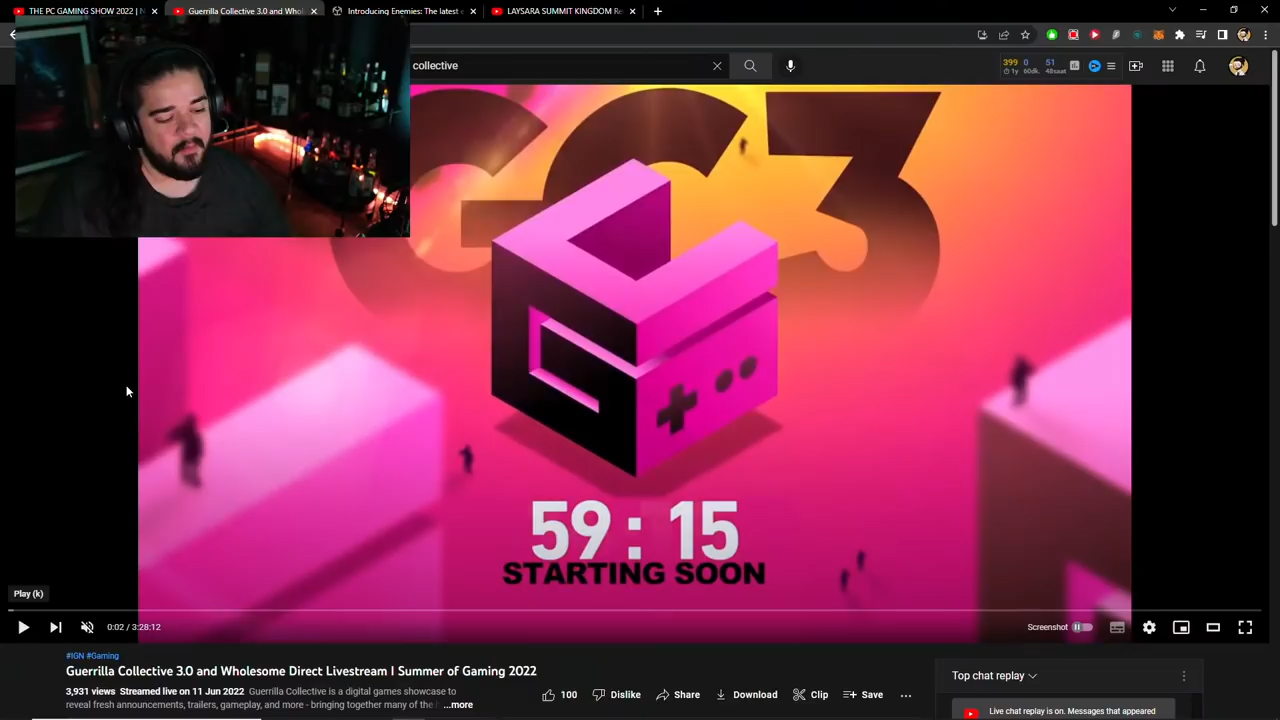 THE PC GAMING SHOW 2022 | N
Guerrilla Collective 3.0 and Whol
Introducing Enemies: The latest e
LAYSARA SUMMIT KINGDOM Re
collective
399 0 51
1y 60dk. 48saat
GC3
G
59 : 15
STARTING SOON
Play (k)
0:02 / 3:28:12
Screenshot
#IGN #Gaming
Guerrilla Collective 3.0 and Wholesome Direct Livestream | Summer of Gaming 2022
3,931 views Streamed live on 11 Jun 2022 Guerrilla Collective is a digital games showcase to
reveal fresh announcements, trailers, gameplay, and more - bringing together many of the
...more
100 Dislike Share Download Clip Save
Top chat replay
Live chat replay is on. Messages that appeared